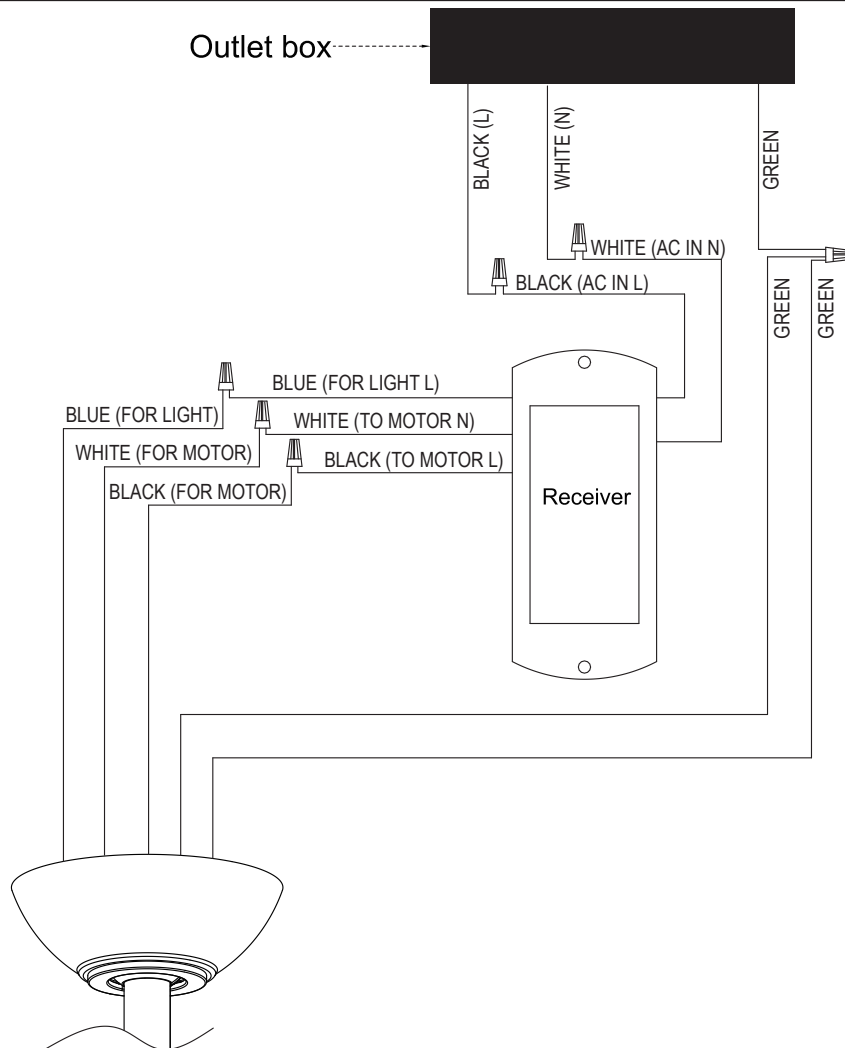 Outlet box
BLACK (L)
WHITE (N)
GREEN
WHITE (AC IN N)
BLACK (AC IN L)
GREEN
GREEN
BLUE (FOR LIGHT L)
BLUE (FOR LIGHT)
WHITE (TO MOTOR N)
WHITE (FOR MOTOR)
BLACK (TO MOTOR L)
BLACK (FOR MOTOR)
Receiver